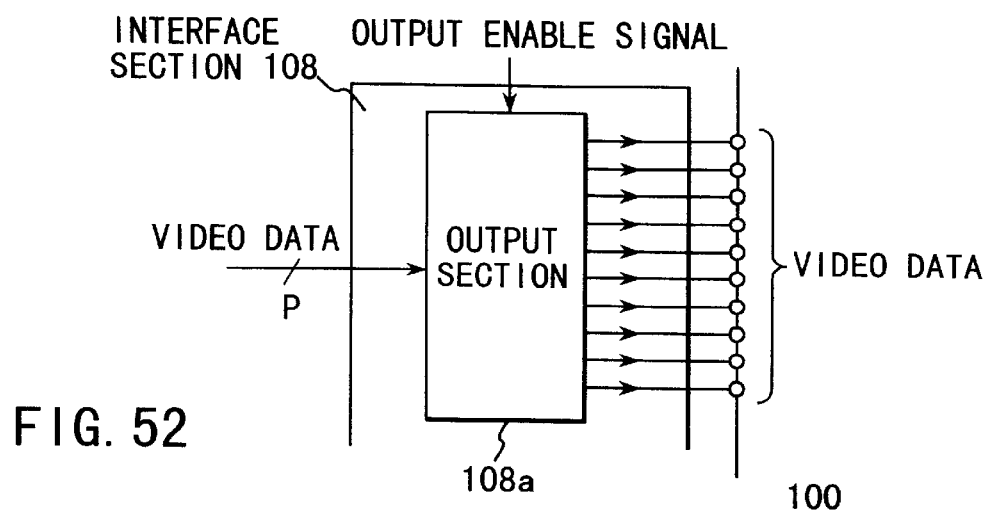 INTERFACE
SECTION 108
OUTPUT ENABLE SIGNAL
VIDEO DATA
P
OUTPUT
SECTION
VIDEO DATA
108a
100
FIG. 52